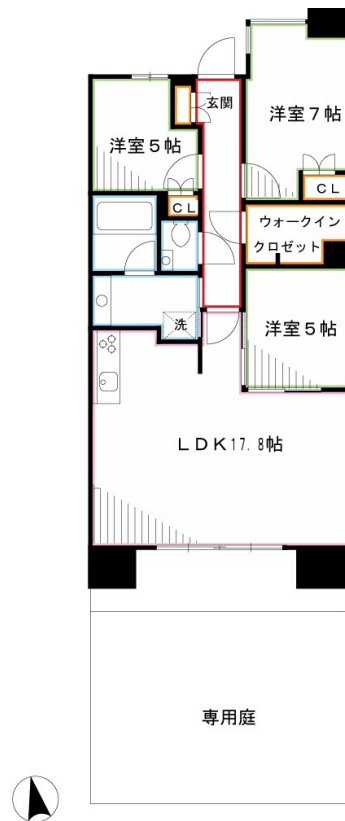 玄関
洋室7帖
洋室5帖
CL
CL
ウォークイン
クロゼット
洗
洋室5帖
LDK17.8帖
専用庭